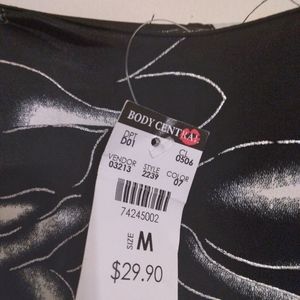 BODY CENTRAL
DPT CL
D01 0506
VENDOR STYLE COLOR
03213 2239 07
74245002
SIZE M
$29.90